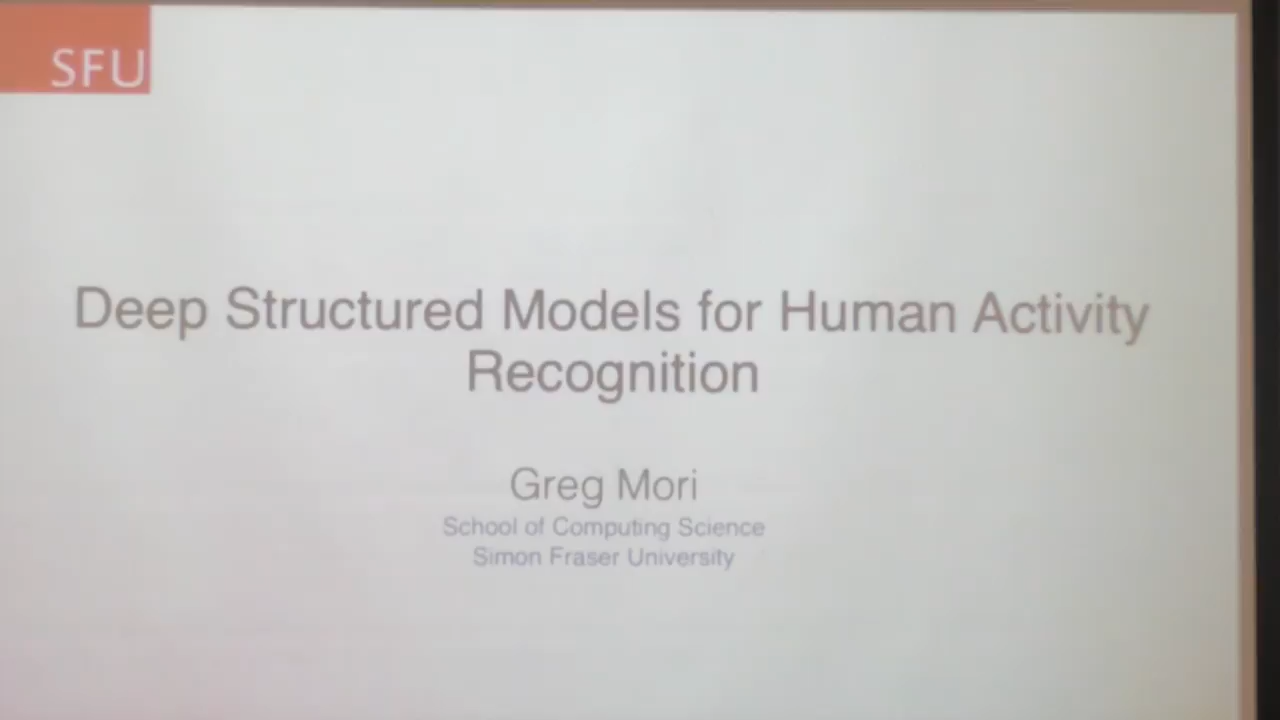 SFU
Deep Structured Models for Human Activity
Recognition
Greg Mori
School of Computing Science
Simon Fraser University